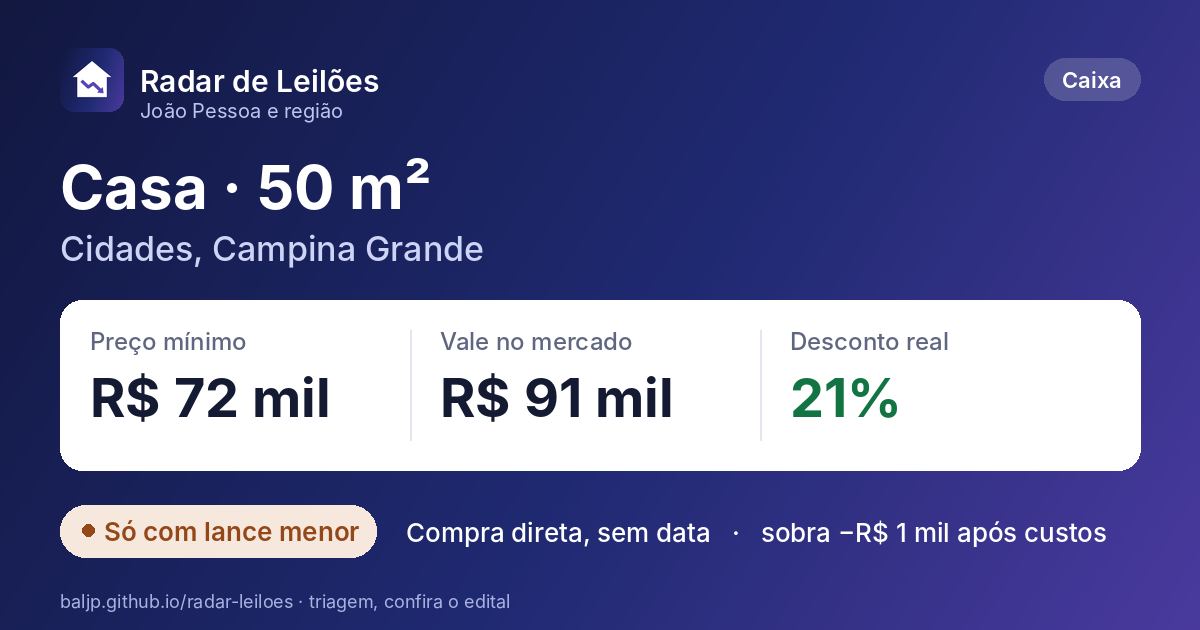 Radar de Leilões
João Pessoa e região
Caixa
Casa · 50 m²
Cidades, Campina Grande
Preço mínimo
Vale no mercado
Desconto real
R$ 72 mil
R$ 91 mil
21%
Só com lance menor
Compra direta, sem data · sobra −R$ 1 mil após custos
baljp.github.io/radar-leiloes · triagem, confira o edital